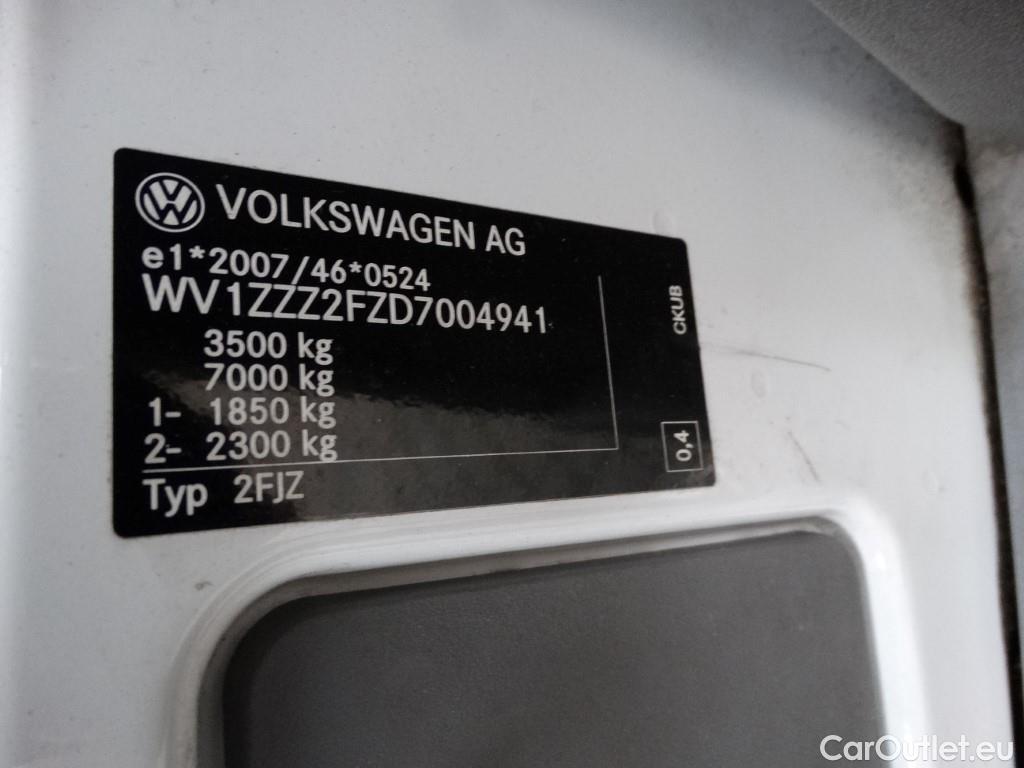 VOLKSWAGEN AG
e1*2007/46*0524
WV1ZZZ2FZD7004941
3500 kg
7000 kg
1- 1850 kg
2- 2300 kg
Typ 2FJZ
CKUB
0,4
CarOutlet.eu